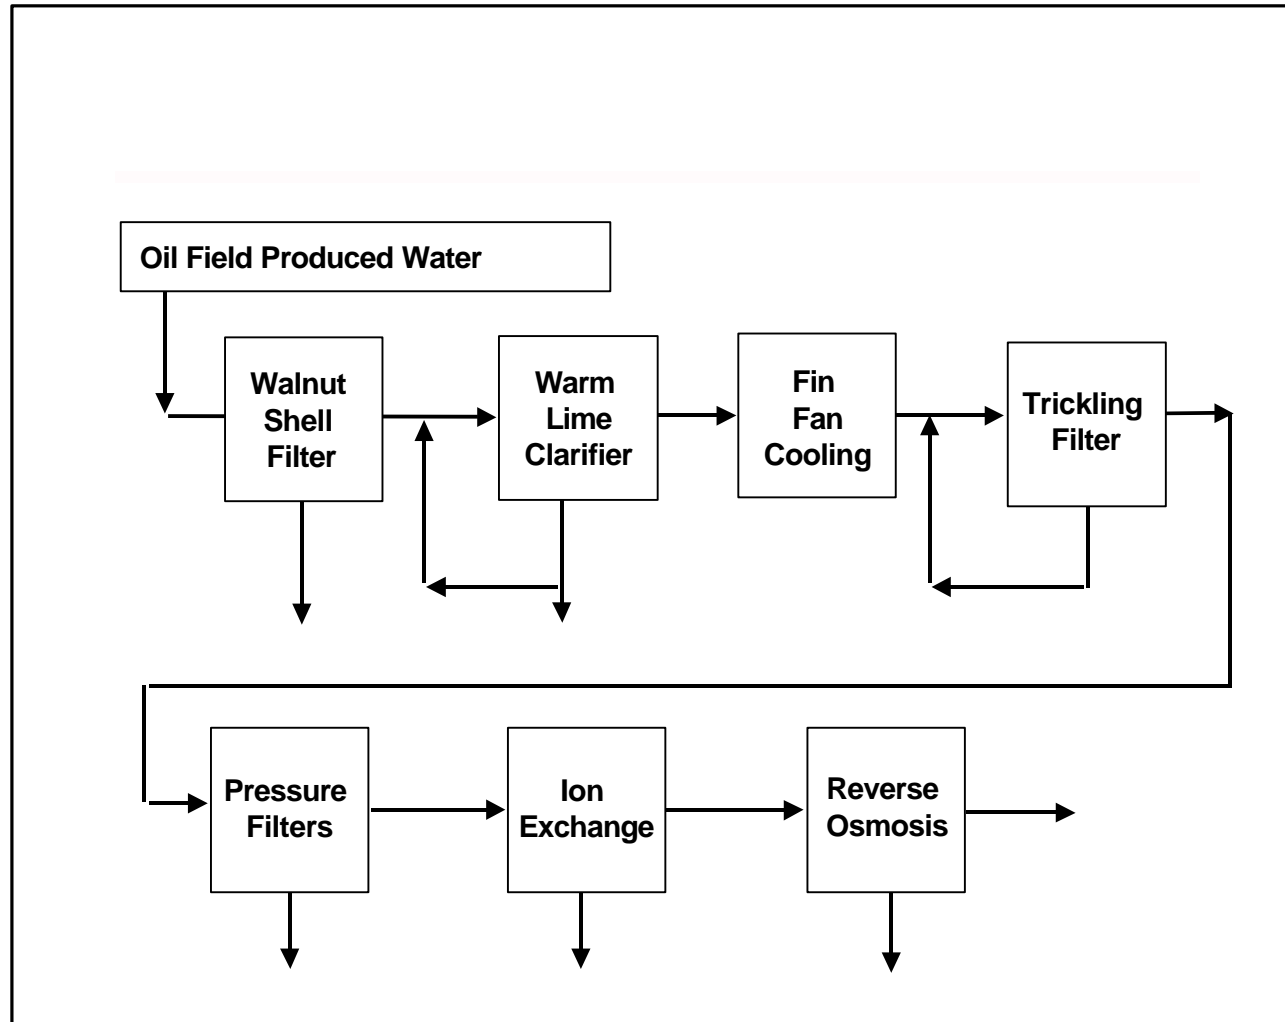 Oil Field Produced Water
Walnut
Shell
Filter
Warm
Lime
Clarifier
Fin
Fan
Cooling
Trickling
Filter
Pressure
Filters
Ion
Exchange
Reverse
Osmosis